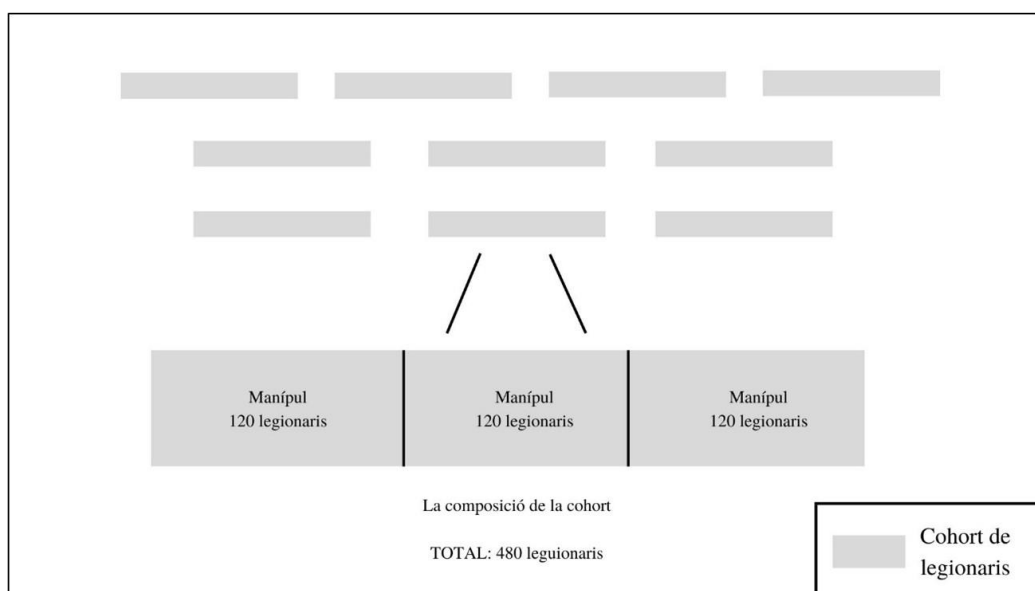 Manípul
120 legionaris
Manípul
120 legionaris
Manípul
120 legionaris
La composició de la cohort
TOTAL: 480 leguionaris
Cohort de
legionaris